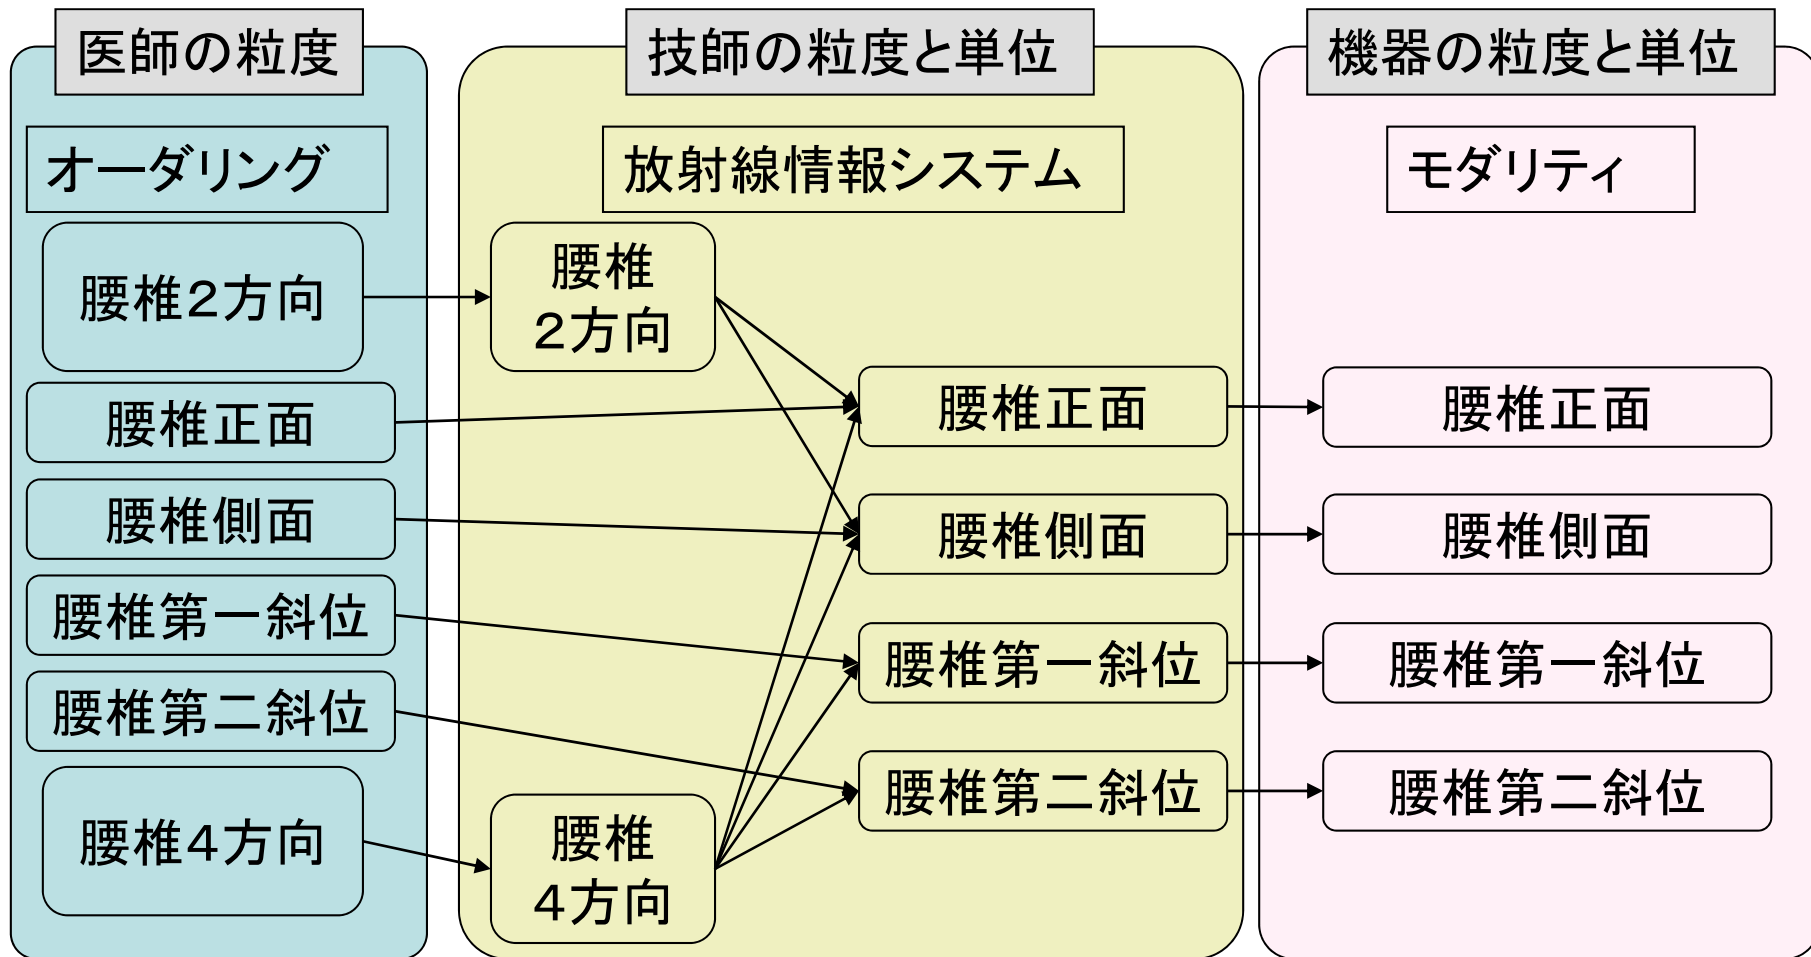 医師の粒度
オーダリング
腰椎２方向
腰椎正面
腰椎側面
腰椎第一斜位
腰椎第二斜位
腰椎４方向
技師の粒度と単位
放射線情報システム
腰椎
２方向
腰椎
４方向
腰椎正面
腰椎側面
腰椎第一斜位
腰椎第二斜位
機器の粒度と単位
モダリティ
腰椎正面
腰椎側面
腰椎第一斜位
腰椎第二斜位